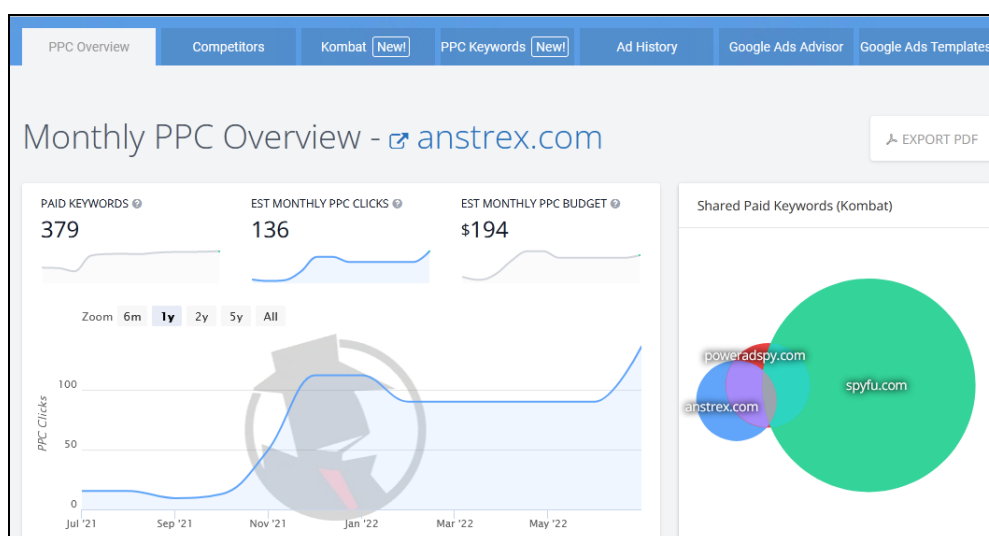 PPC Overview
Competitors
Kombat New!
PPC Keywords New!
Ad History
Google Ads Advisor
Google Ads Templates
Monthly PPC Overview - anstrex.com
EXPORT PDF
PAID KEYWORDS
379
EST MONTHLY PPC CLICKS
136
EST MONTHLY PPC BUDGET
$194
Zoom 6m 1y 2y 5y All
PPC Clicks
100
50
0
Jul '21 Sep '21 Nov '21 Jan '22 Mar '22 May '22
Shared Paid Keywords (Kombat)
poweradspy.com
anstrex.com
spyfu.com